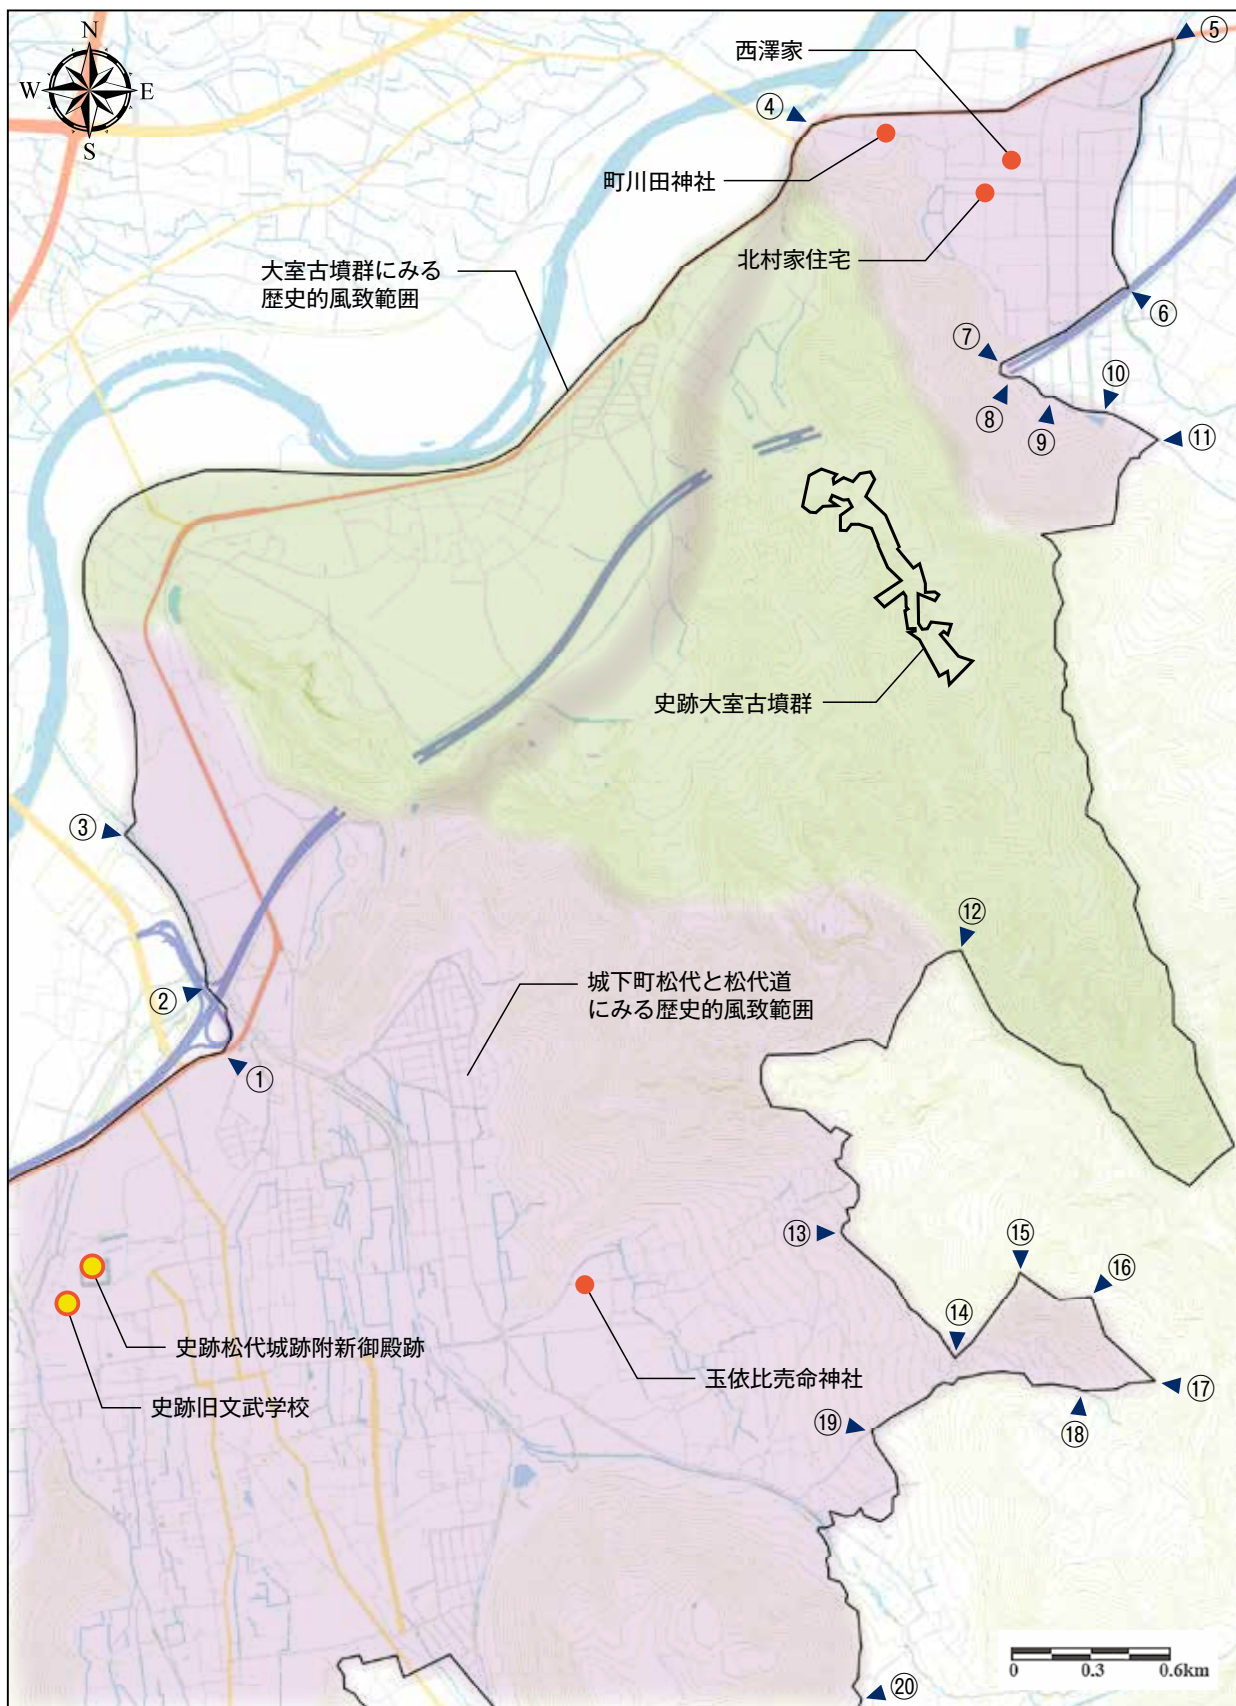 N
W
E
S
⑤
西澤家
④
町川田神社
北村家住宅
大室古墳群にみる
歴史的風致範囲
⑥
⑦
⑧
⑨
⑩
⑪
史跡大室古墳群
③
⑫
②
城下町松代と松代道
にみる歴史的風致範囲
①
⑬
⑮
⑯
⑭
史跡松代城跡附新御殿跡
玉依比売命神社
⑰
史跡旧文武学校
⑲
⑱
0 0.3 0.6km
⑳